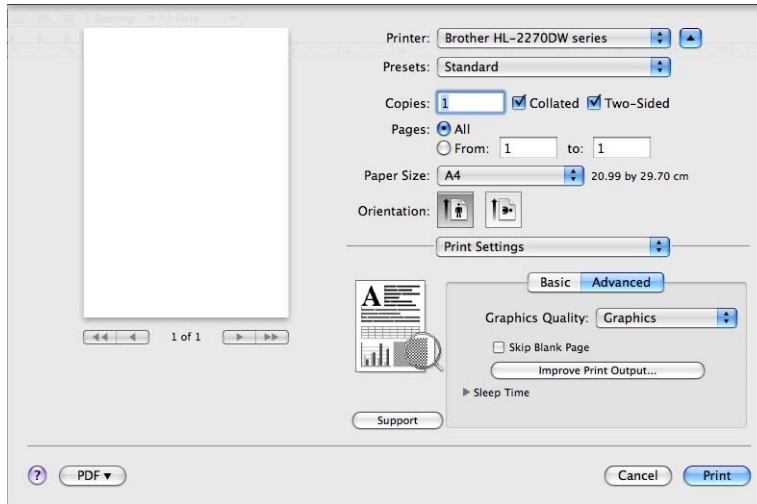 Spacing Lists
Printer: Brother HL-2270DW series
Presets: Standard
Copies: 1 Collated Two-Sided
Pages: All
From: 1 to: 1
Paper Size: A4 20.99 by 29.70 cm
Orientation:
Print Settings
Basic Advanced
A
Graphics Quality: Graphics
Skip Blank Page
Improve Print Output...
Sleep Time
1 of 1
Support
? PDF Cancel Print